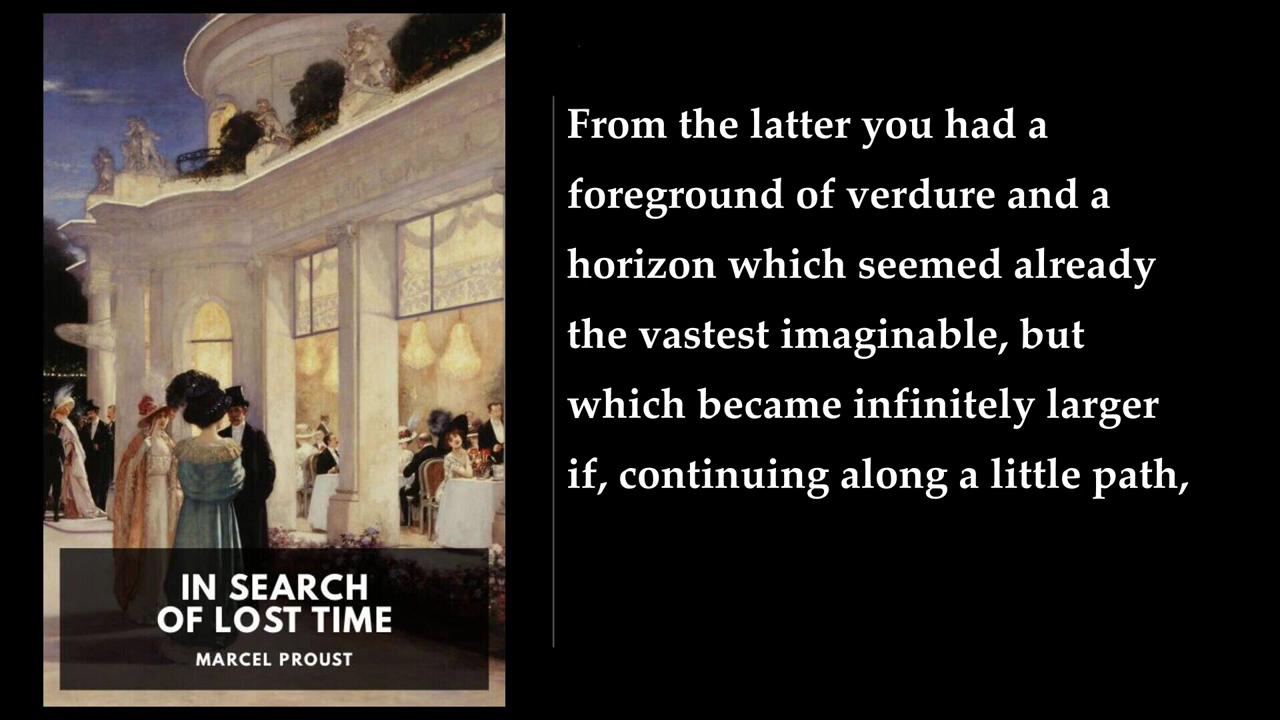 From the latter you had a
foreground of verdure and a
horizon which seemed already
the vastest imaginable, but
which became infinitely larger
if, continuing along a little path,
IN SEARCH
OF LOST TIME
MARCEL PROUST